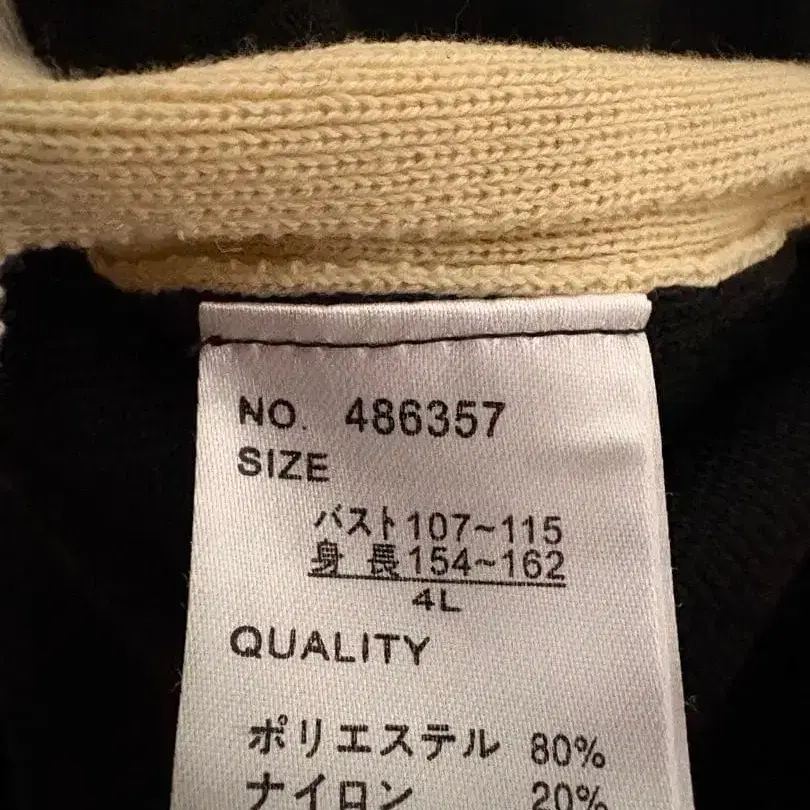 NO. 486357
SIZE
バスト107~115
身長154~162
4L
QUALITY
ポリエステル 80%
ナイロン 20%